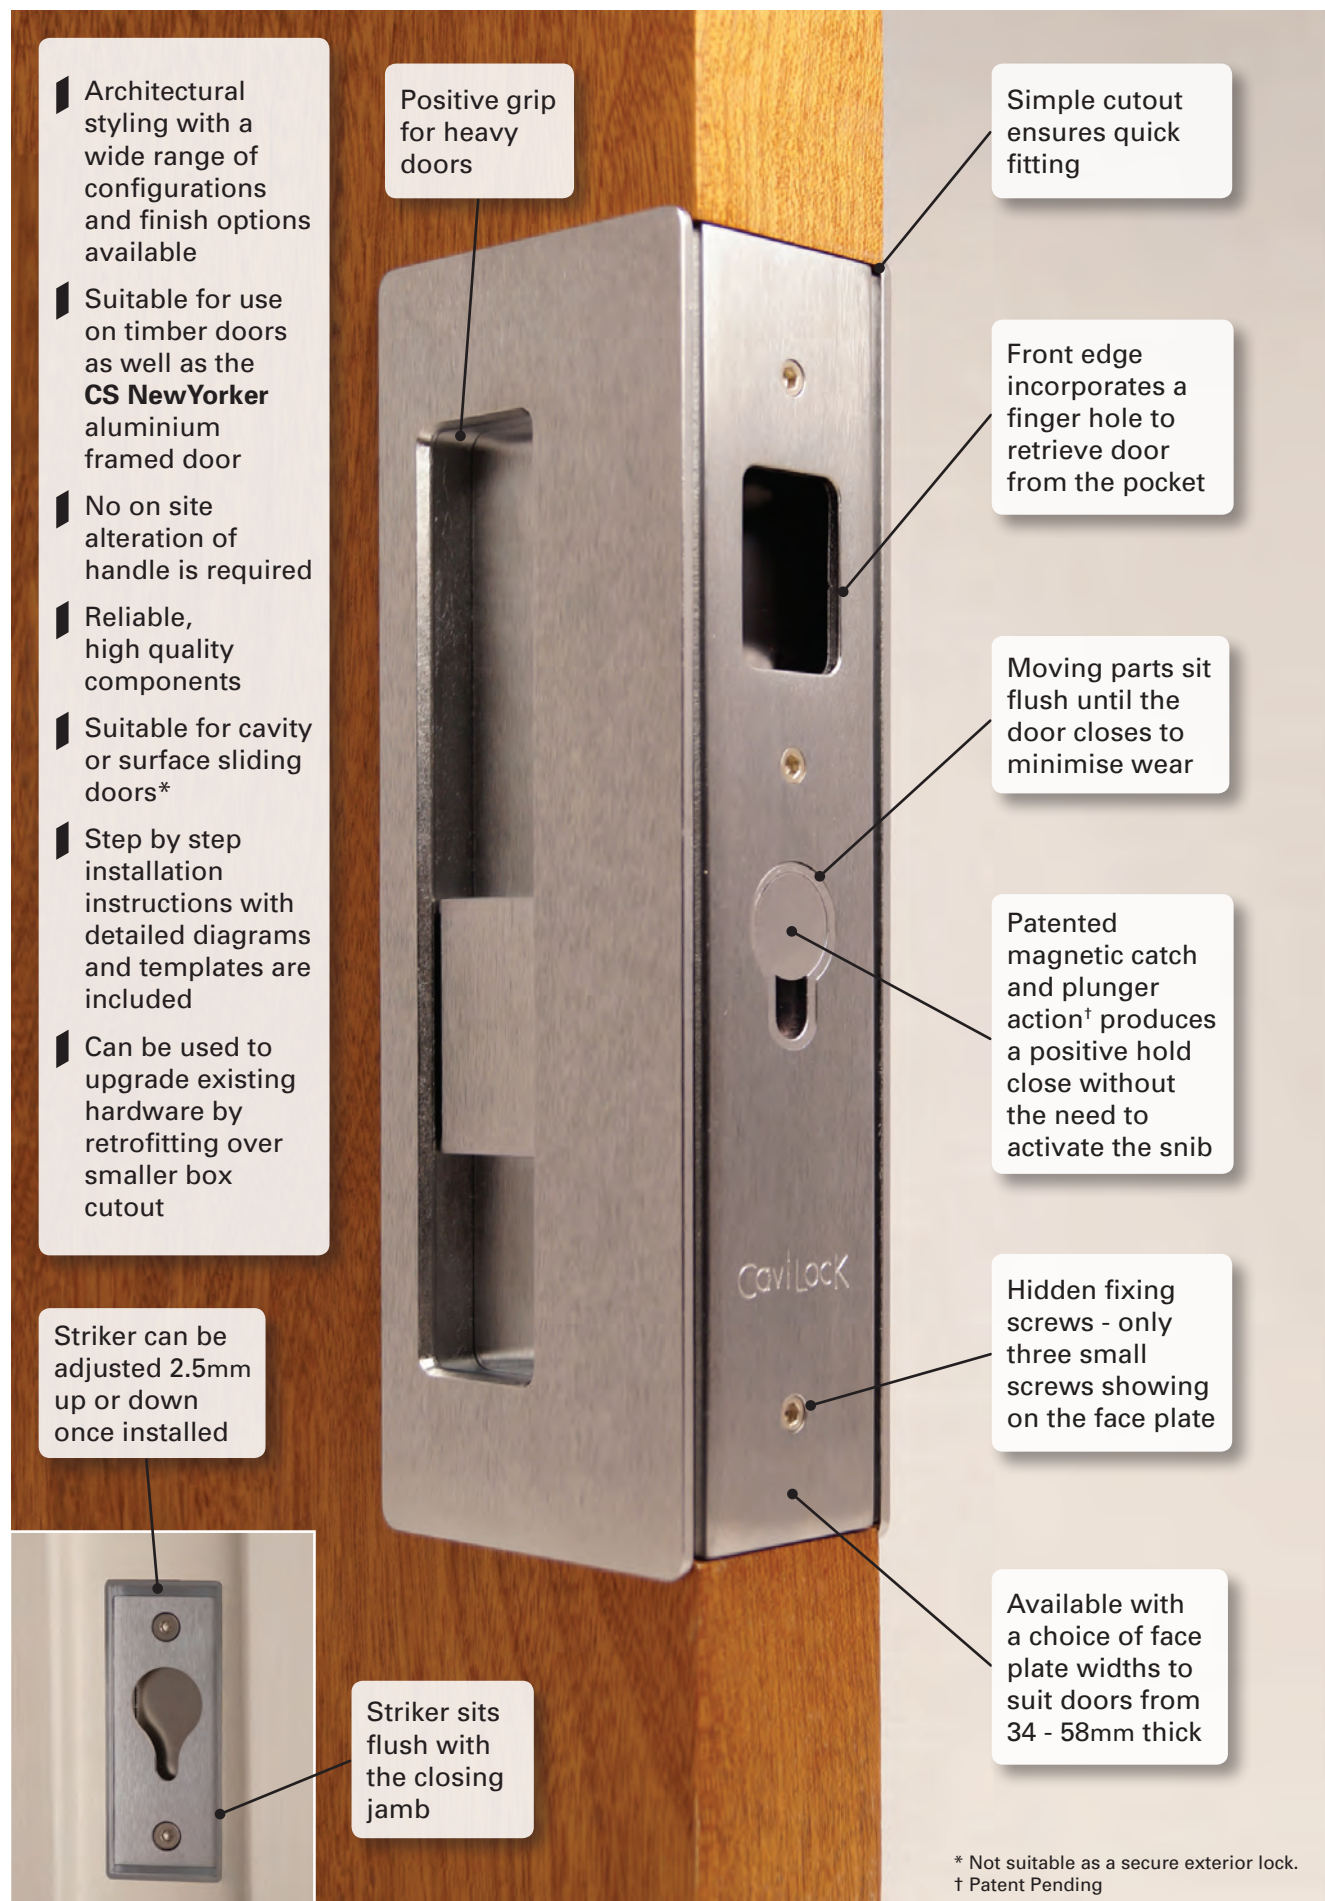 Architectural
styling with a
wide range of
configurations
and finish options
available
Suitable for use
on timber doors
as well as the
CS NewYorker
aluminium
framed door
No on site
alteration of
handle is required
Reliable,
high quality
components
Suitable for cavity
or surface sliding
doors*
Step by step
installation
instructions with
detailed diagrams
and templates are
included
Can be used to
upgrade existing
hardware by
retrofitting over
smaller box
cutout
Positive grip
for heavy
doors
Simple cutout
ensures quick
fitting
Front edge
incorporates a
finger hole to
retrieve door
from the pocket
Moving parts sit
flush until the
door closes to
minimise wear
Patented
magnetic catch
and plunger
action† produces
a positive hold
close without
the need to
activate the snib
CaviLock
Hidden fixing
screws - only
three small
screws showing
on the face plate
Striker can be
adjusted 2.5mm
up or down
once installed
Available with
a choice of face
plate widths to
suit doors from
34 - 58mm thick
Striker sits
flush with
the closing
jamb
* Not suitable as a secure exterior lock.
† Patent Pending